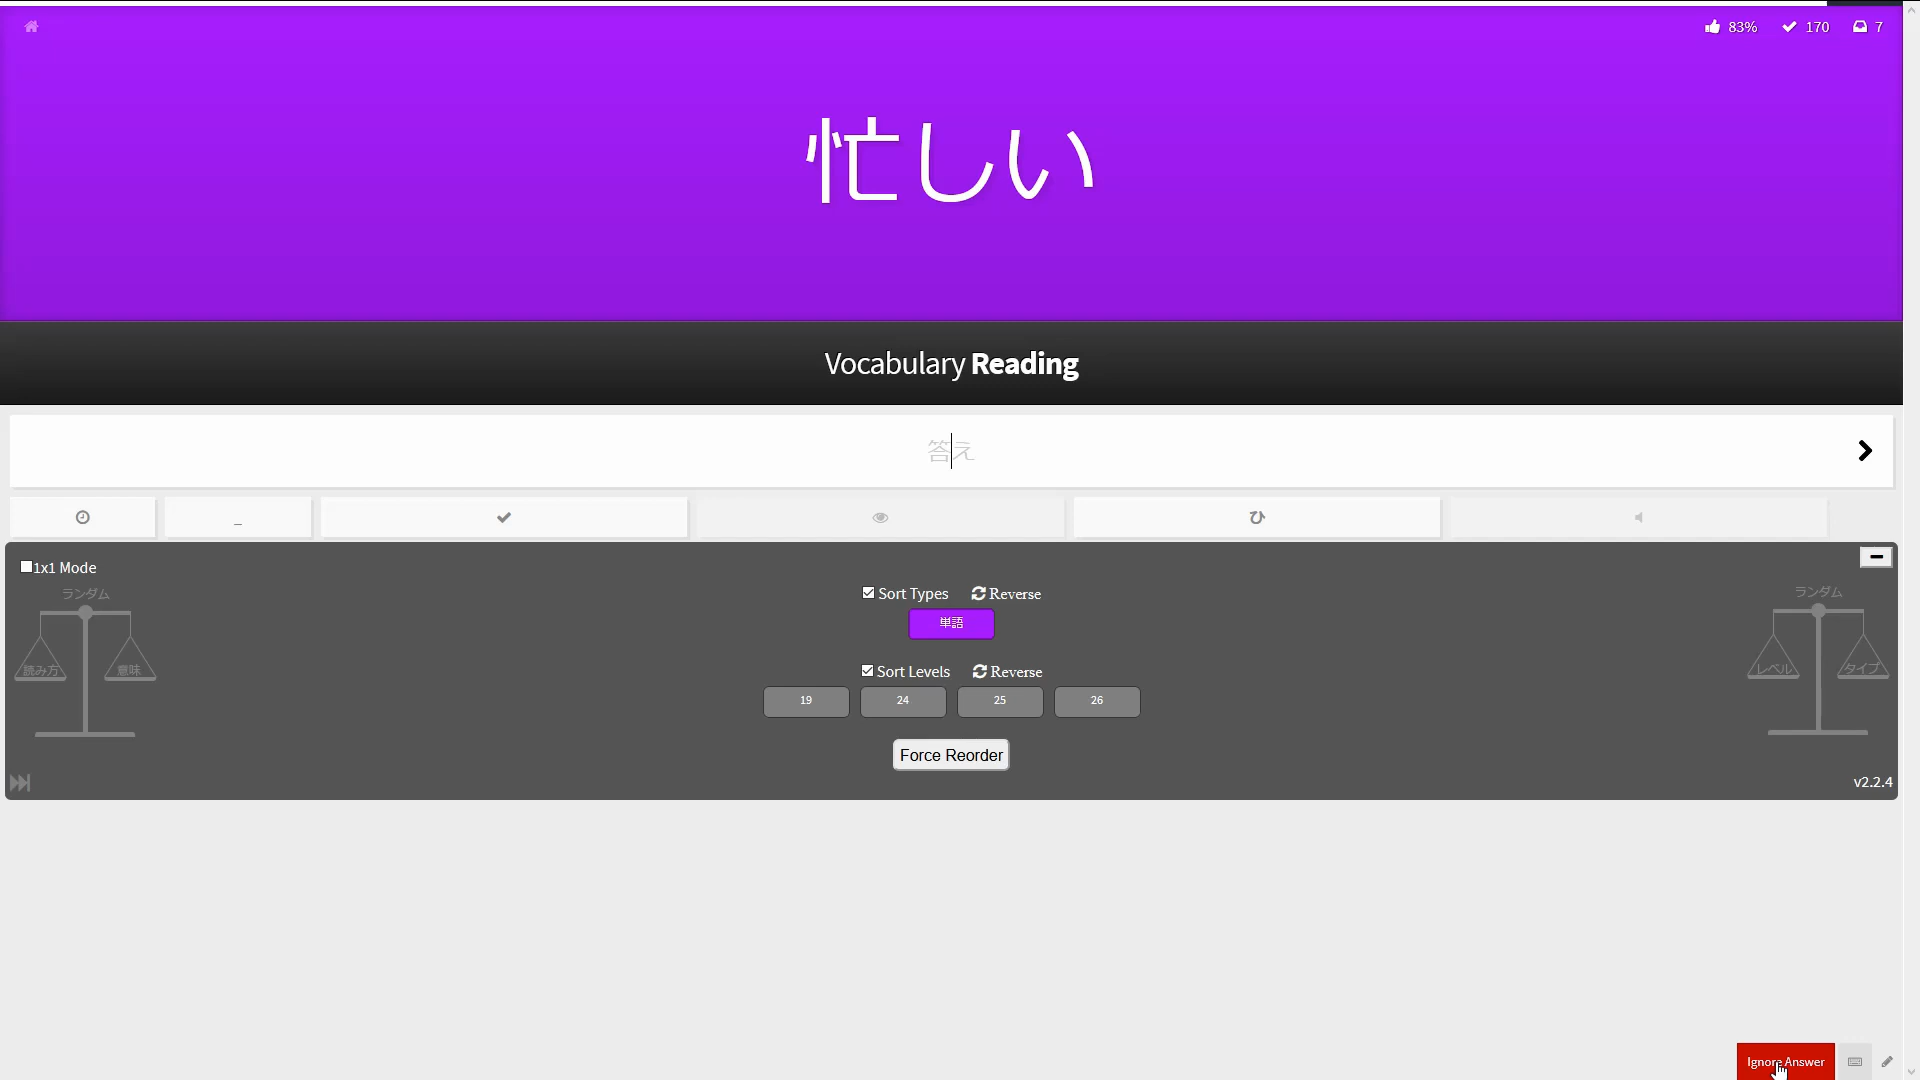 83% 170 7
忙しい
Vocabulary Reading
答え
ひ
1x1 Mode
ランダム
読み方 意味
Sort Types Reverse
単語
Sort Levels Reverse
19 24 25 26
Force Reorder
ランダム
レベル タイプ
v2.2.4
Ignore Answer